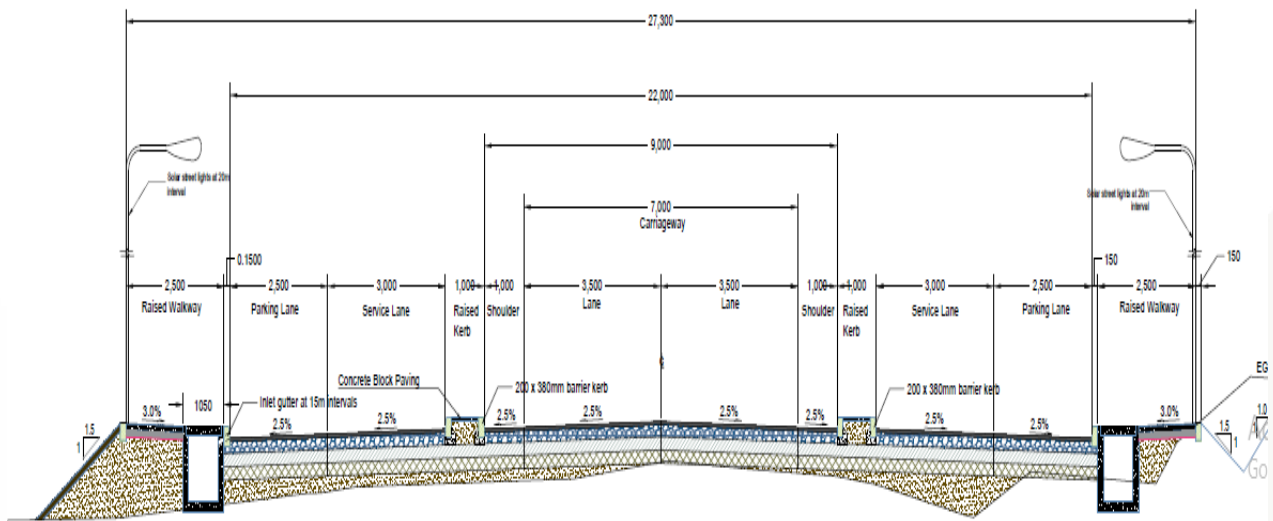 27,300
22,000
9,000
Solar street lights at 20m
interval
Solar street lights at 20m
interval
7,000
Carriageway
0.1500
150
150
2,500
2,500
3,000
1,000
1,000
3,500
3,500
1,000
1,000
3,000
2,500
2,500
Raised Walkway
Parking Lane
Service Lane
Raised
Kerb
Shoulder
Lane
Lane
Shoulder
Raised
Kerb
Service Lane
Parking Lane
Raised Walkway
Concrete Block Paving
200 x 380mm barrier kerb
200 x 380mm barrier kerb
EG
3.0%
1050
Inlet gutter at 15m intervals
2.5%
2.5%
2.5%
2.5%
2.5%
2.5%
2.5%
2.5%
3.0%
1.5
1
1.5
1
1.0
Go